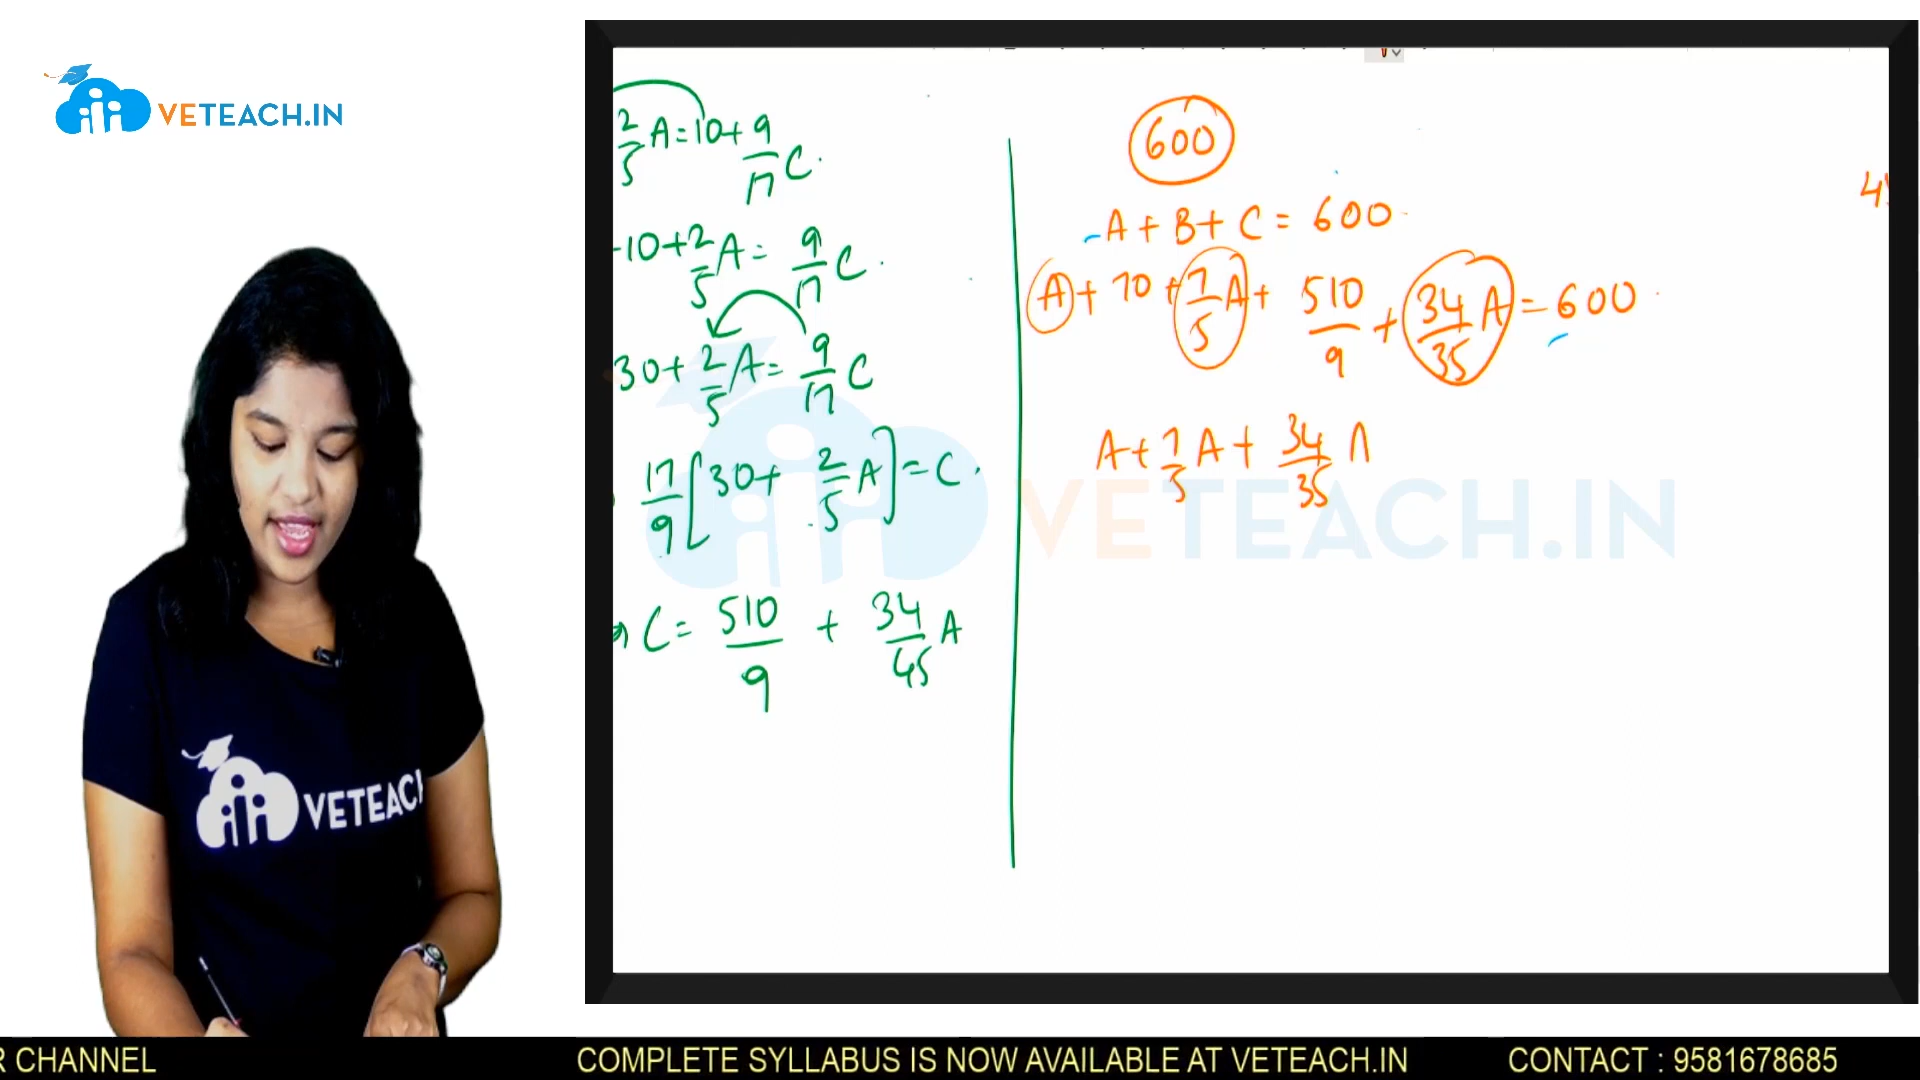 VETEACH.IN
2/5 A = 10 + 9/17 C.
-10 + 2/5 A = 9/17 C.
30 + 2/5 A = 9/17 C
17/9 [30 + 2/5 A] = C.
C = 510/9 + 34/45 A
600
A + B + C = 600
A + 70 + 7/5 A + 510/9 + 34/35 A = 600
A + 7/5 A + 34/35 A
VETEACH.IN
VETEACH
R CHANNEL
COMPLETE SYLLABUS IS NOW AVAILABLE AT VETEACH.IN
CONTACT : 9581678685